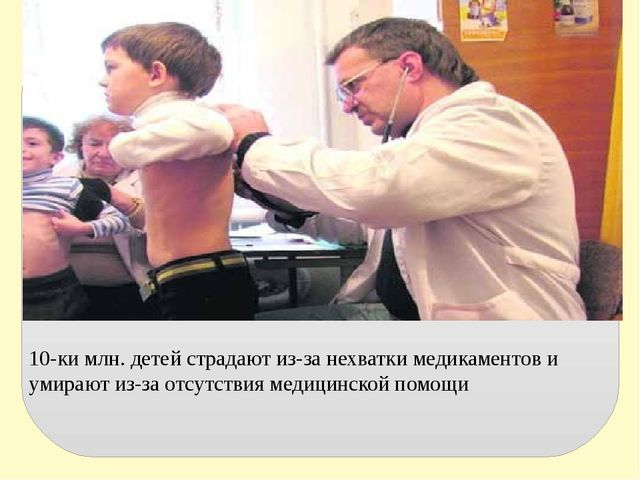 10-ки млн. детей страдают из-за нехватки медикаментов и
умирают из-за отсутствия медицинской помощи